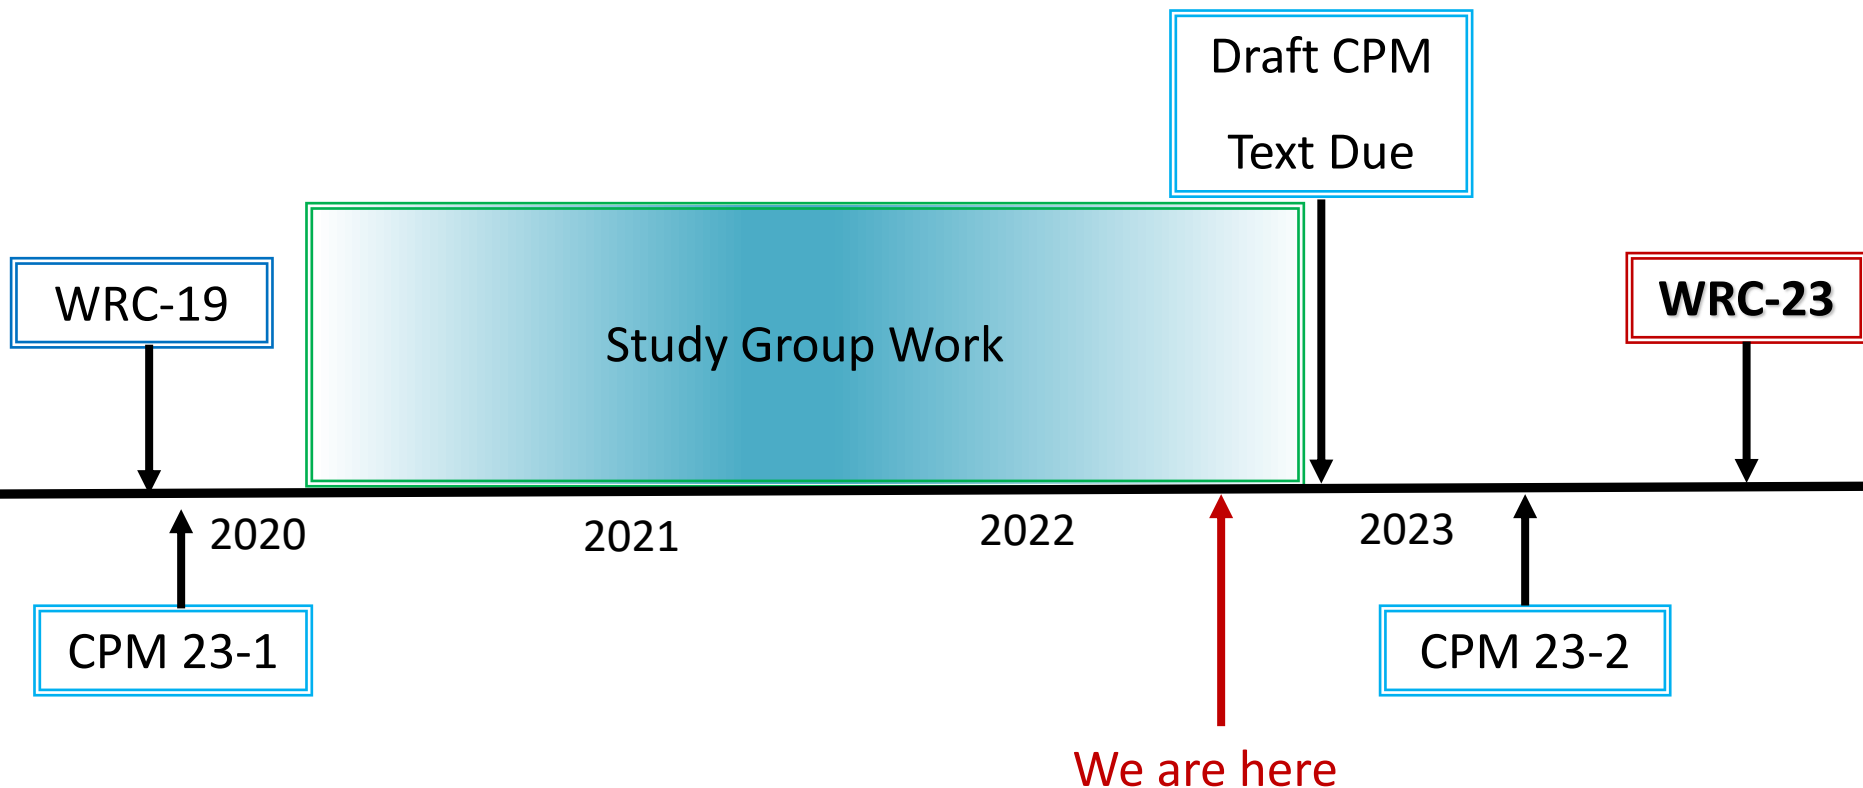 Draft CPM
Text Due
WRC-19
Study Group Work
WRC-23
2020
2021
2022
2023
CPM 23-1
CPM 23-2
We are here